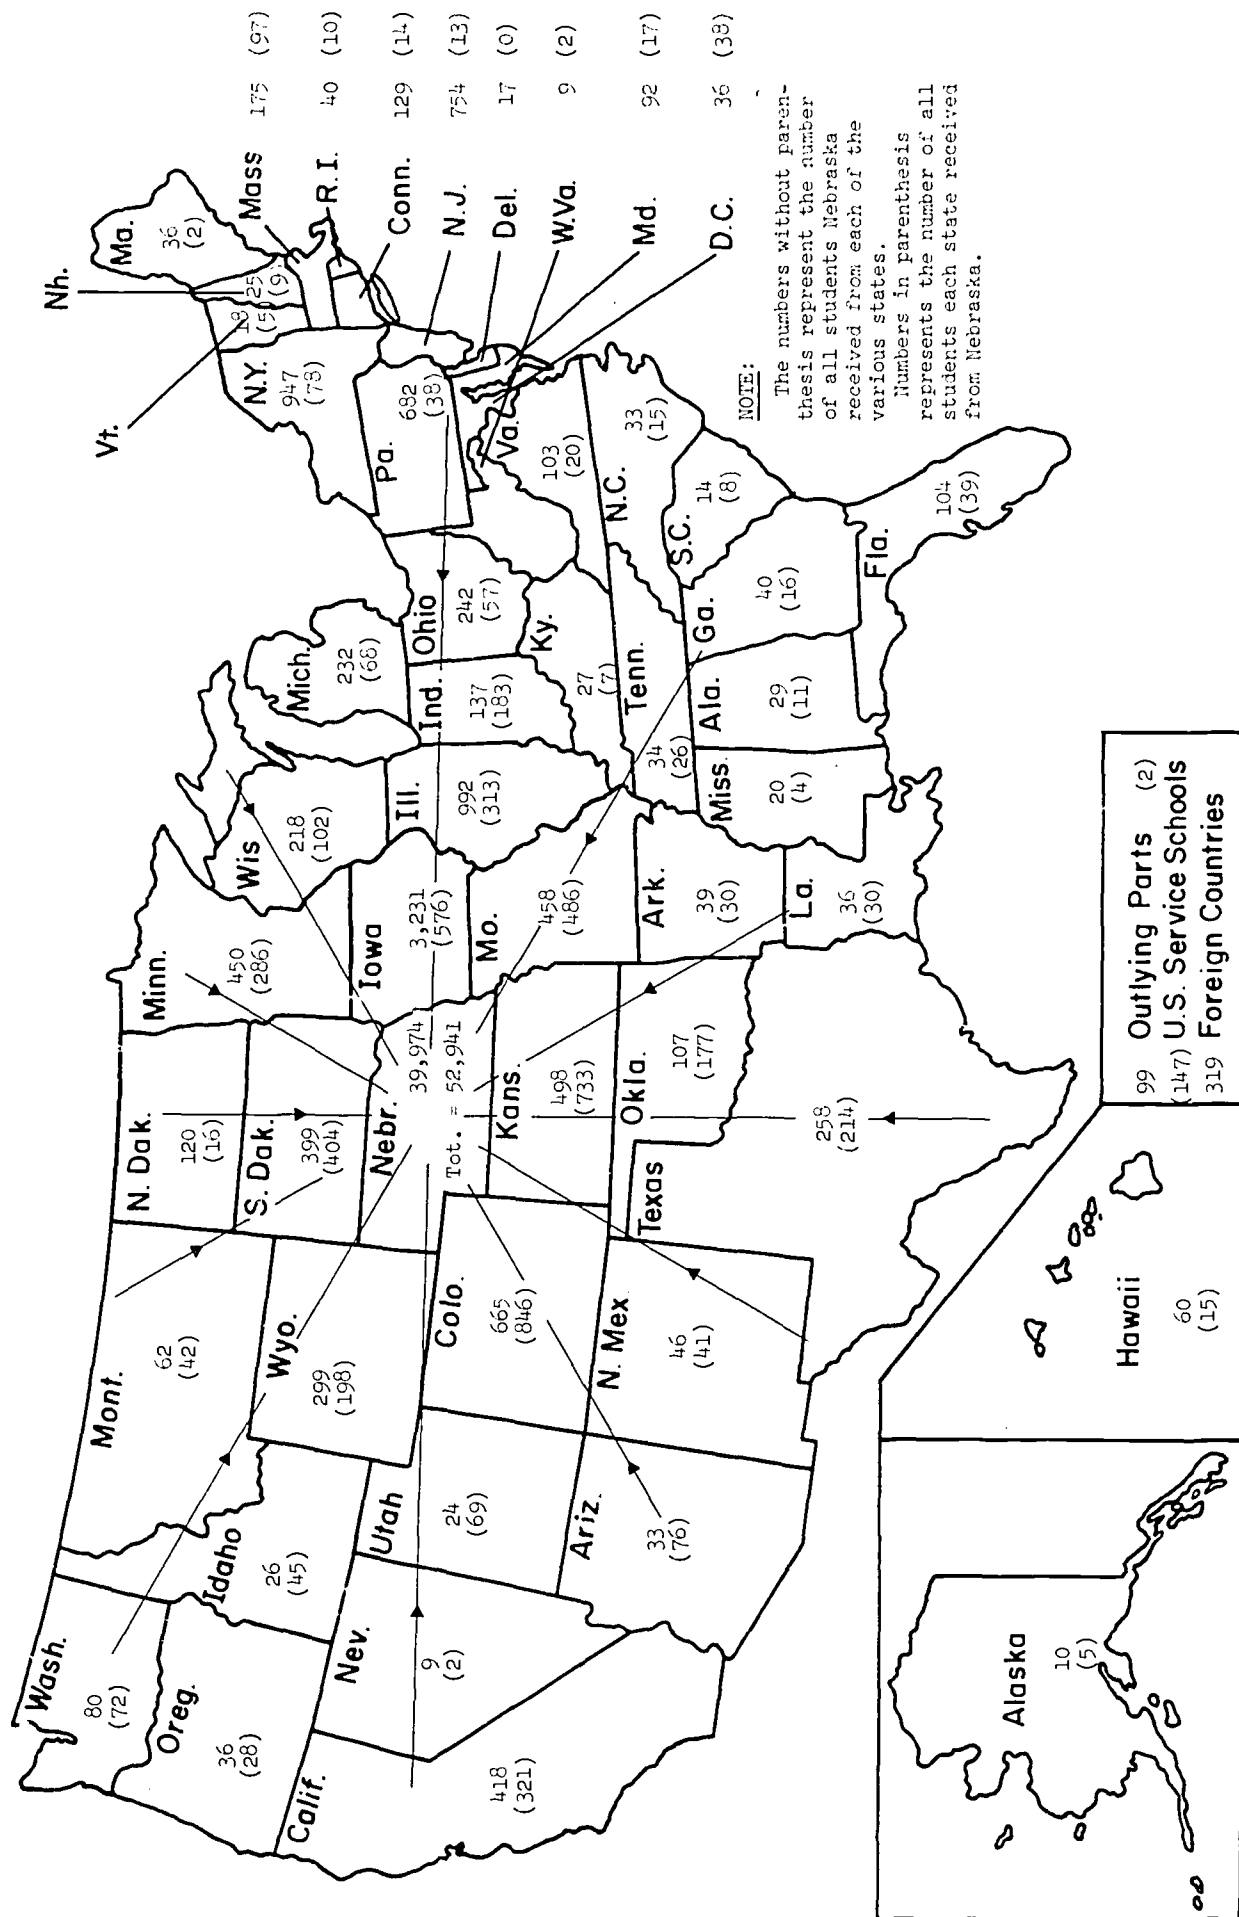 Wash.
80
(72)
Oreg.
36
(28)
Calif.
418
(321)
Nev.
9
(2)
Idaho
26
(45)
Mont.
62
(42)
Wyo.
299
(198)
Utah
24
(69)
Ariz.
33
(76)
Colo.
665
(846)
N. Mex.
46
(41)
N. Dak.
120
(16)
S. Dak.
399
(404)
Nebr.
39,974
Tot. = 52,941
Kans.
498
(733)
Okla.
107
(177)
Texas
258
(214)
Minn.
450
(286)
Iowa
3,231
(576)
Mo.
458
(486)
Ark.
39
(30)
La.
36
(30)
Wis
218
(102)
Ill.
992
(313)
Mich.
232
(68)
Ind.
137
(183)
Ohio
242
(57)
Ky.
27
(7)
Tenn.
34
(26)
Miss.
20
(4)
Ala.
29
(11)
Ga.
40
(16)
Fla.
104
(39)
S.C.
14
(8)
N.C.
33
(15)
Va.
103
(20)
Pa.
682
(38)
N.Y.
947
(78)
Vt.
18
Nh.
25
Ma.
36
(2)
Mass 175 (97)
R.I. 40 (10)
Conn. 129 (14)
N.J. 754 (13)
Del. 17 (0)
W.Va. 9 (2)
Md. 92 (17)
D.C. 36 (38)
NOTE:
The numbers without paren-
thesis represent the number
of all students Nebraska
received from each of the
various states.
Numbers in parenthesis
represents the number of all
students each state received
from Nebraska.
Alaska
10
(5)
Hawaii
60
(15)
99 Outlying Parts (2)
(147) U.S. Service Schools
319 Foreign Countries